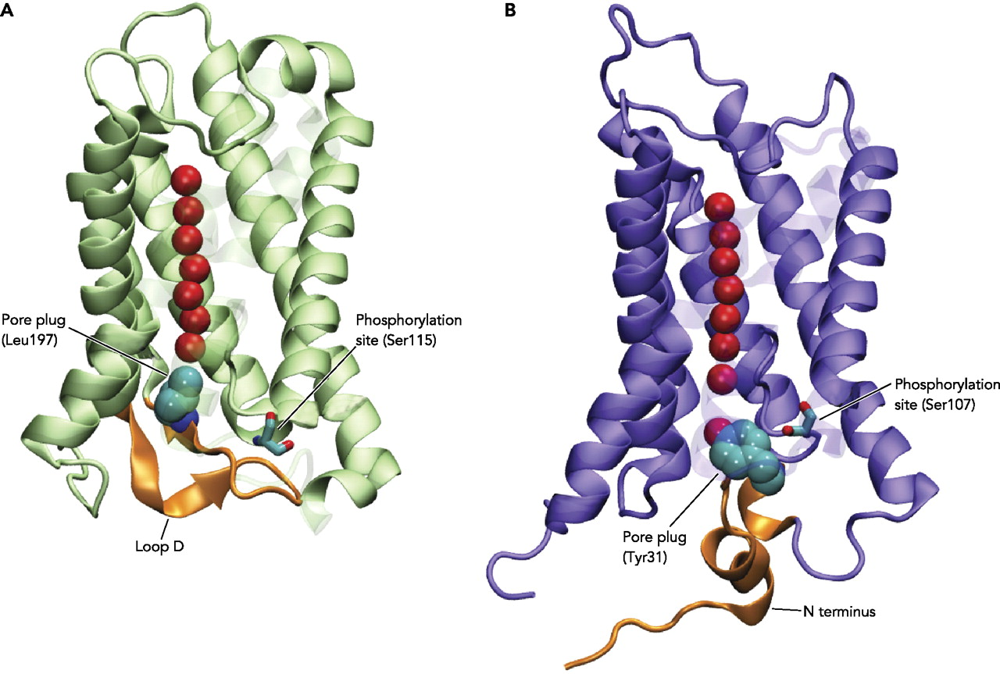 A
Pore plug
(Leu197)
Phosphorylation
site (Ser115)
Loop D
B
Phosphorylation
site (Ser107)
Pore plug
(Tyr31)
N terminus